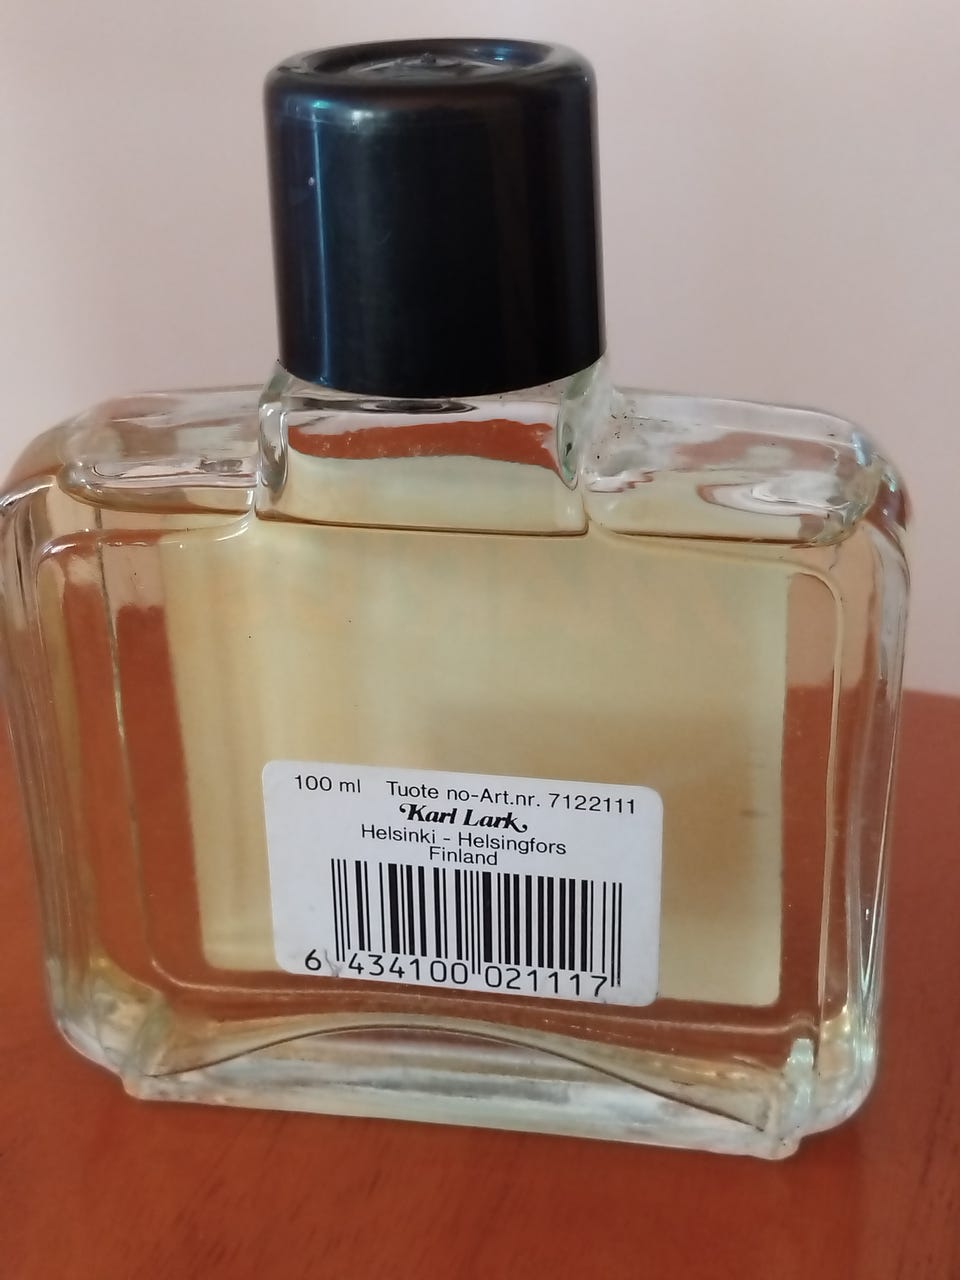 100 ml Tuote no-Art.nr. 7122111
Karl Lark
Helsinki - Helsingfors
Finland
6 434100 021117